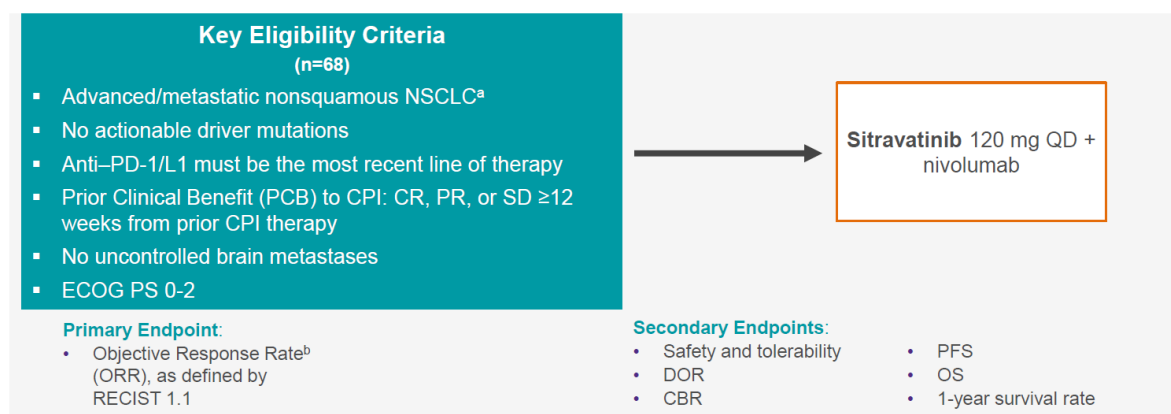 Key Eligibility Criteria
(n=68)
▪ Advanced/metastatic nonsquamous NSCLCᵃ
▪ No actionable driver mutations
▪ Anti–PD-1/L1 must be the most recent line of therapy
▪ Prior Clinical Benefit (PCB) to CPI: CR, PR, or SD ≥12
weeks from prior CPI therapy
▪ No uncontrolled brain metastases
▪ ECOG PS 0-2
Sitravatinib 120 mg QD +
nivolumab
Primary Endpoint:
• Objective Response Rateᵇ
(ORR), as defined by
RECIST 1.1
Secondary Endpoints:
• Safety and tolerability
• DOR
• CBR
• PFS
• OS
• 1-year survival rate